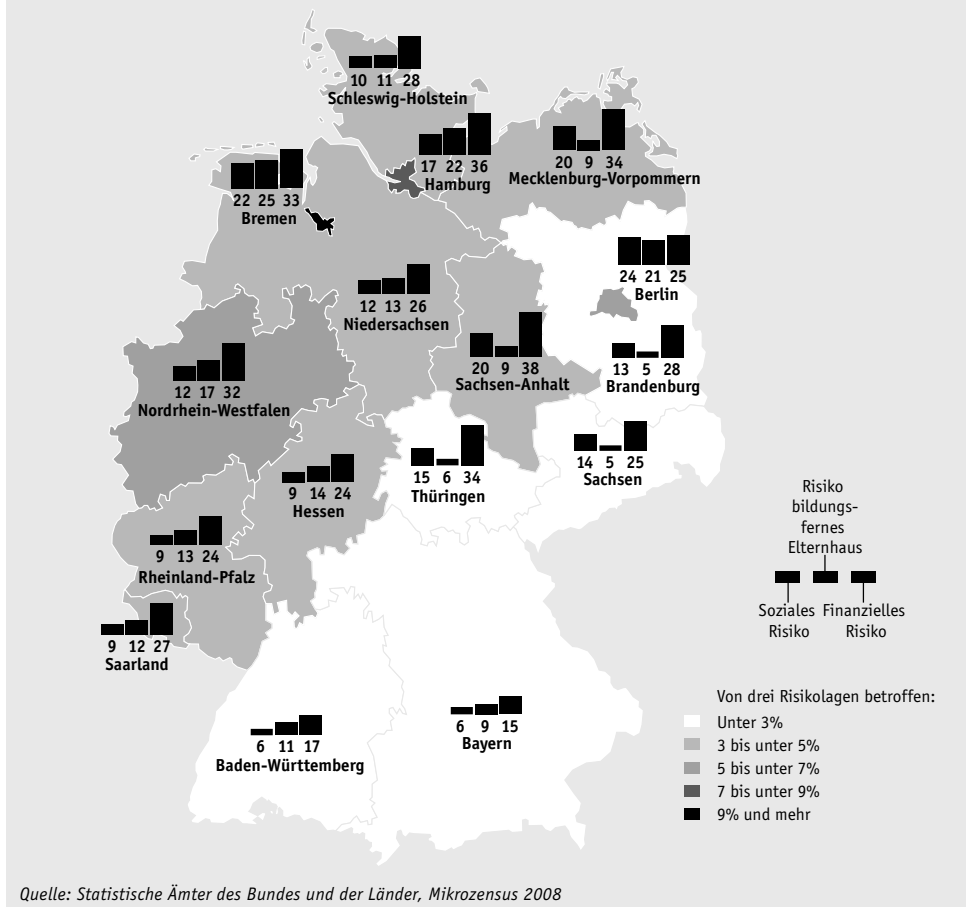 10 11 28
Schleswig-Holstein
17 22 36
Hamburg
20 9 34
Mecklenburg-Vorpommern
22 25 33
Bremen
24 21 25
Berlin
12 13 26
Niedersachsen
20 9 38
Sachsen-Anhalt
13 5 28
Brandenburg
12 17 32
Nordrhein-Westfalen
15 6 34
Thüringen
14 5 25
Sachsen
9 14 24
Hessen
9 13 24
Rheinland-Pfalz
9 12 27
Saarland
6 11 17
Baden-Württemberg
6 9 15
Bayern
Risiko
bildungs-
fernes
Elternhaus
Soziales
Risiko
Finanzielles
Risiko
Von drei Risikolagen betroffen:
Unter 3%
3 bis unter 5%
5 bis unter 7%
7 bis unter 9%
9% und mehr
Quelle: Statistische Ämter des Bundes und der Länder, Mikrozensus 2008